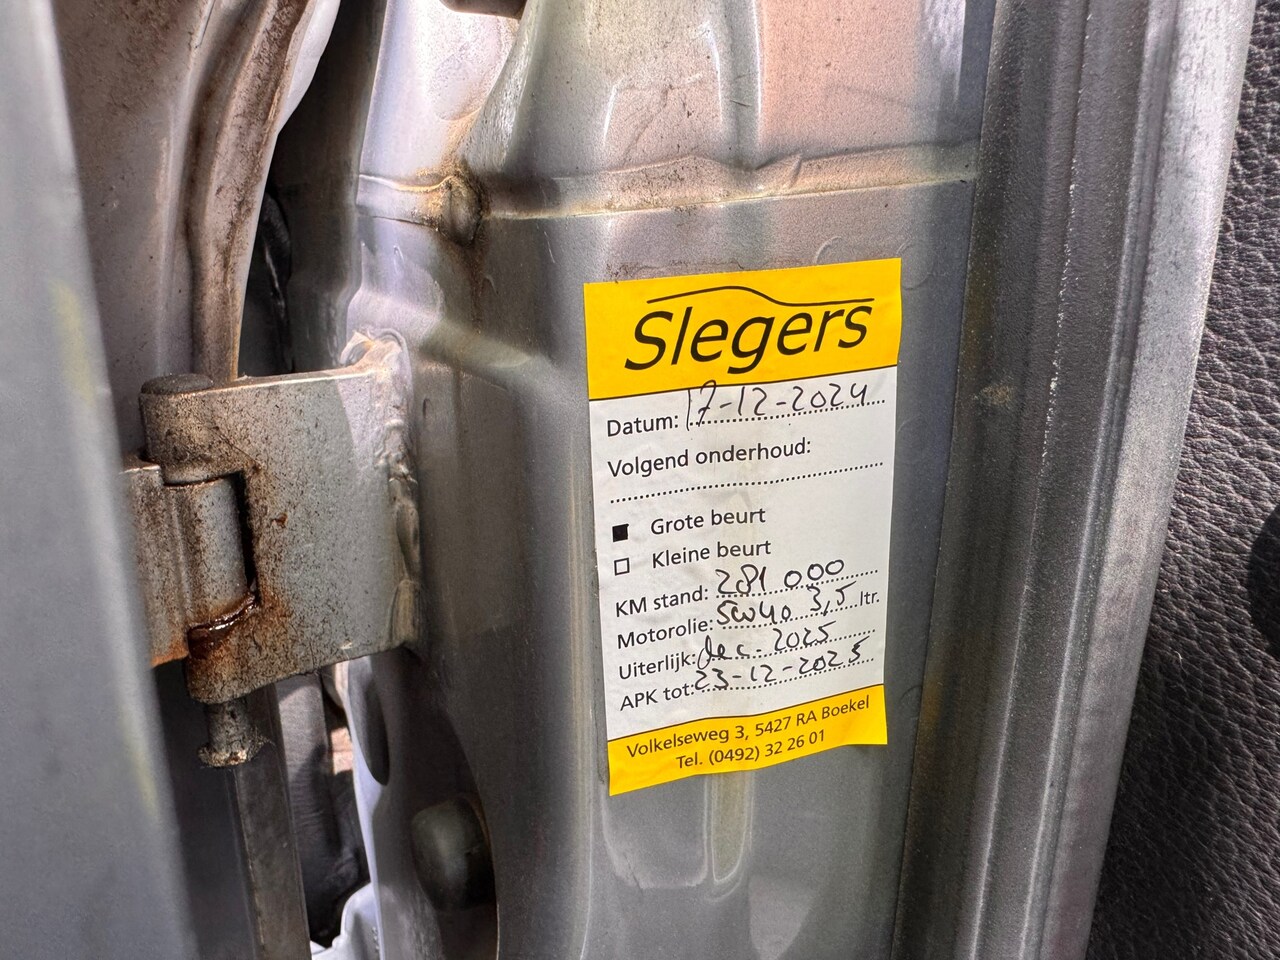 Slegers
Datum: 17-12-2024
Volgend onderhoud:
Grote beurt
Kleine beurt
KM stand: 281 000
Motorolie: 5w40 3,5 ltr.
Uiterlijk: dec. 2025
APK tot: 23-12-2025
Volkelseweg 3, 5427 RA Boekel
Tel. (0492) 32 26 01